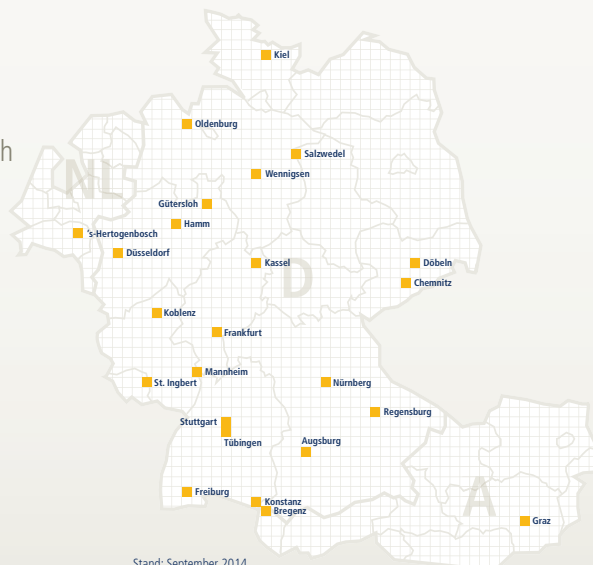 Kiel
Oldenburg
ch
Salzwedel
Wennigsen
NL
Gütersloh
Hamm
's-Hertogenbosch
Düsseldorf
Kassel
D
Döbeln
Chemnitz
Koblenz
Frankfurt
Mannheim
St. Ingbert
Nürnberg
Regensburg
Stuttgart
Tübingen
Augsburg
Freiburg
Konstanz
Bregenz
A
Graz
Stand: September 2014